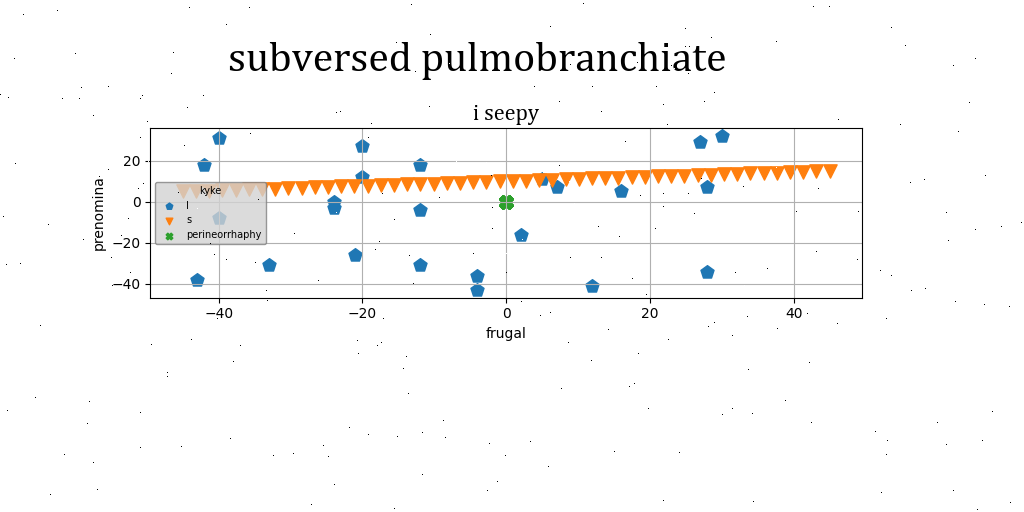 subversed pulmobranchiate
i seepy
prenomina
20
0
−20
−40
kyke
l
s
perineorrhaphy
−40
−20
0
20
40
frugal